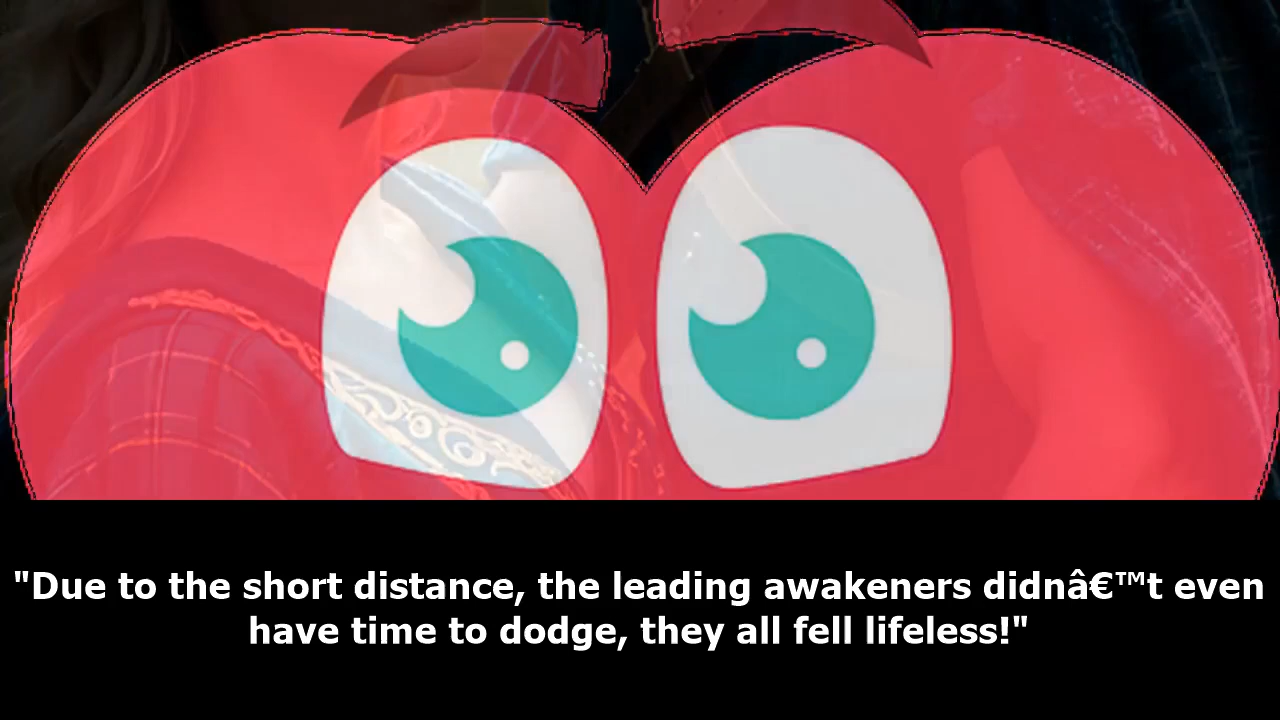 "Due to the short distance, the leading awakeners didnâ€™t even
have time to dodge, they all fell lifeless!"